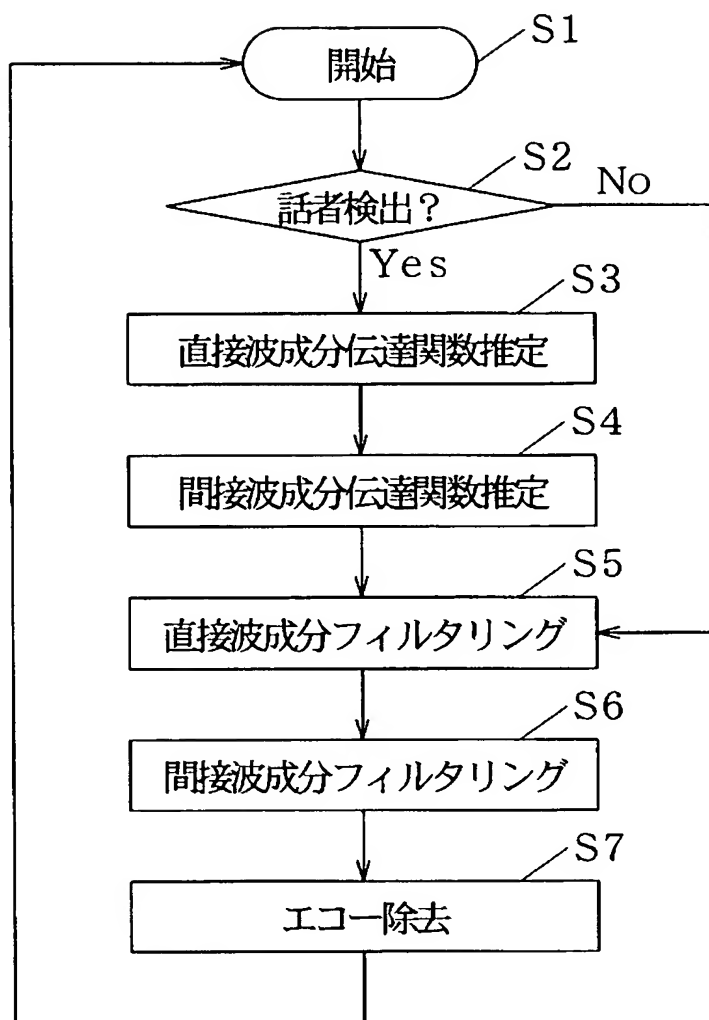 S1
開始
S2
話者検出?
No
Yes
S3
直接波成分伝達関数推定
S4
間接波成分伝達関数推定
S5
直接波成分フィルタリング
S6
間接波成分フィルタリング
S7
エコー除去